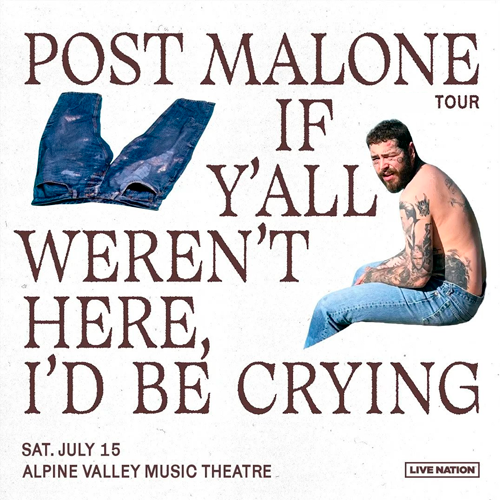 POST MALONE
TOUR
IF
Y'ALL
WEREN'T
HERE,
I'D BE CRYING
SAT. JULY 15
ALPINE VALLEY MUSIC THEATRE
LIVE NATION